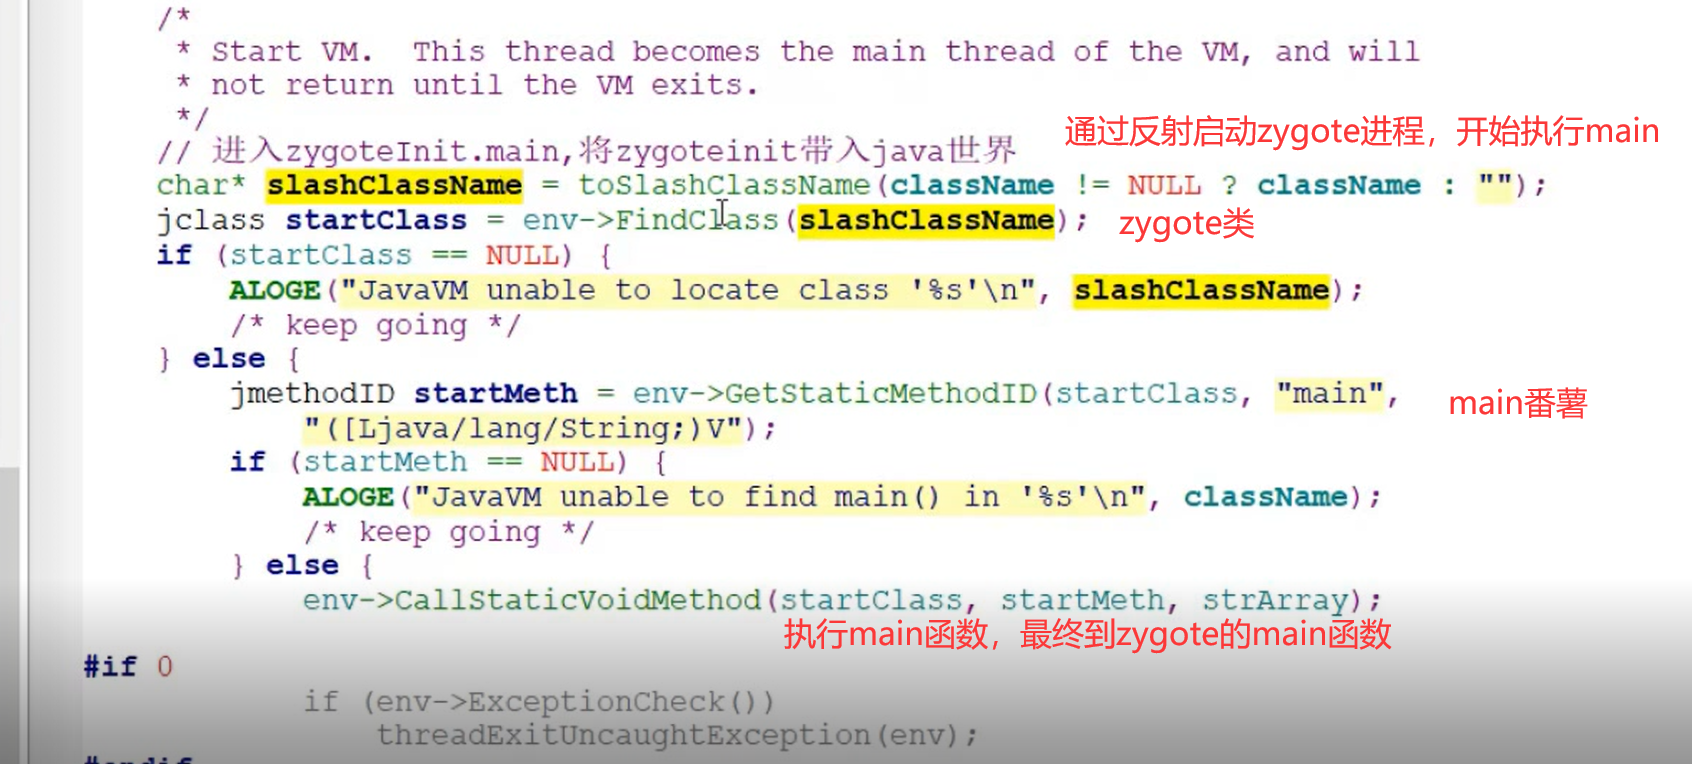 /*
* Start VM.  This thread becomes the main thread of the VM, and will
* not return until the VM exits.
*/
通过反射启动zygote进程，开始执行main
// 进入zygoteInit.main,将zygoteinit带入java世界
char* slashClassName = toSlashClassName(className != NULL ? className : "");
jclass startClass = env->FindClass(slashClassName); zygote类
if (startClass == NULL) {
ALOGE("JavaVM unable to locate class '%s'\n", slashClassName);
/* keep going */
} else {
jmethodID startMeth = env->GetStaticMethodID(startClass, "main", main番薯
"([Ljava/lang/String;)V");
if (startMeth == NULL) {
ALOGE("JavaVM unable to find main() in '%s'\n", className);
/* keep going */
} else {
env->CallStaticVoidMethod(startClass, startMeth, strArray);
执行main函数，最终到zygote的main函数
#if 0
if (env->ExceptionCheck())
threadExitUncaughtException(env);
#endif